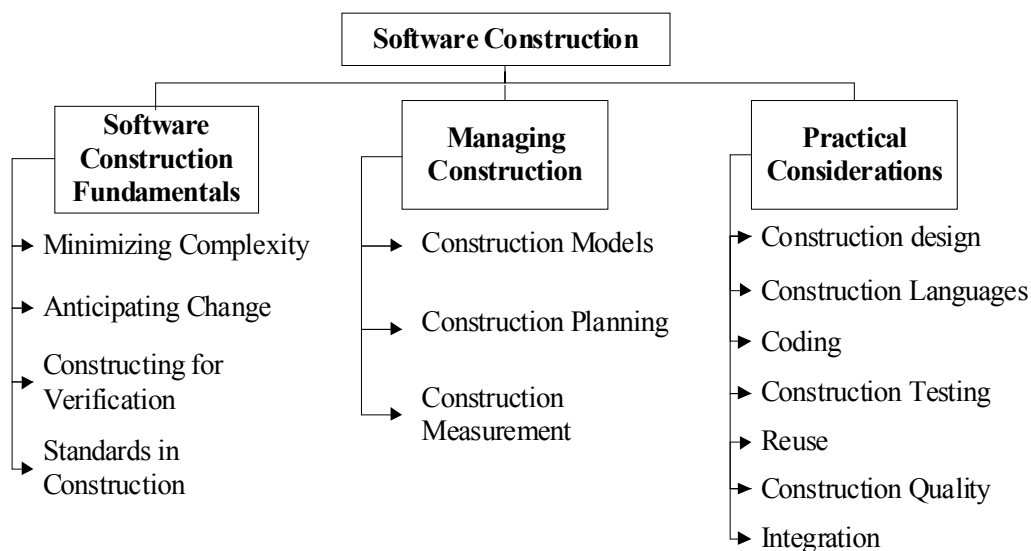 Software Construction
Software
Construction
Fundamentals
Minimizing Complexity
Anticipating Change
Constructing for
Verification
Standards in
Construction
Managing
Construction
Construction Models
Construction Planning
Construction
Measurement
Practical
Considerations
Construction design
Construction Languages
Coding
Construction Testing
Reuse
Construction Quality
Integration